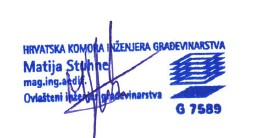 HRVATSKA KOMORA INŽENJERA GRAĐEVINARSTVA
Matija Stuhne
mag.ing.aedif.
Ovlašteni inženjer građevinarstva
G 7589